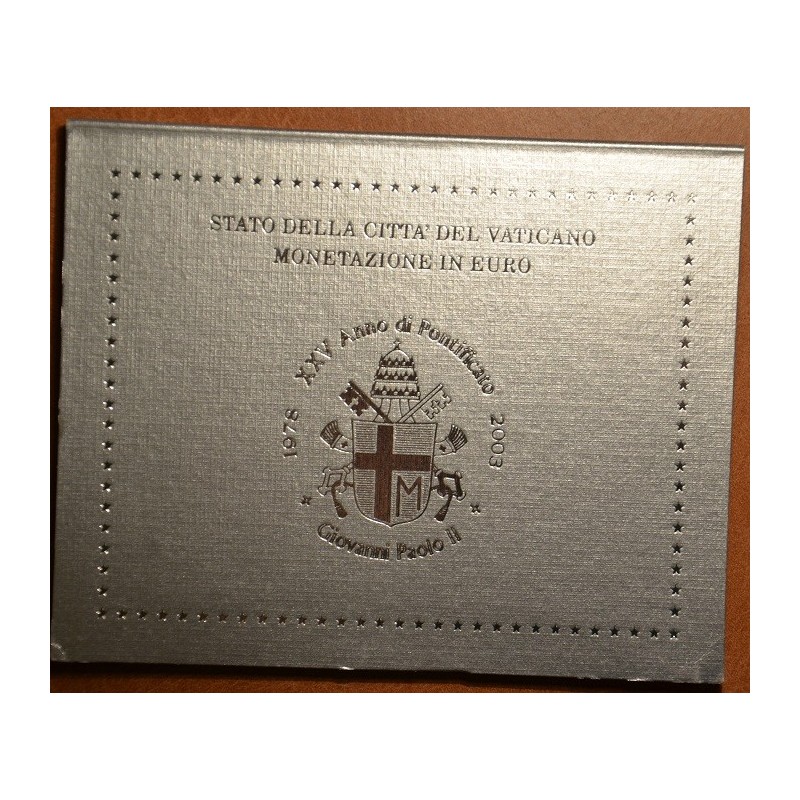 STATO DELLA CITTA' DEL VATICANO
MONETAZIONE IN EURO
XXV Anno di Pontificato
1978
2003
M
Giovanni Paolo II